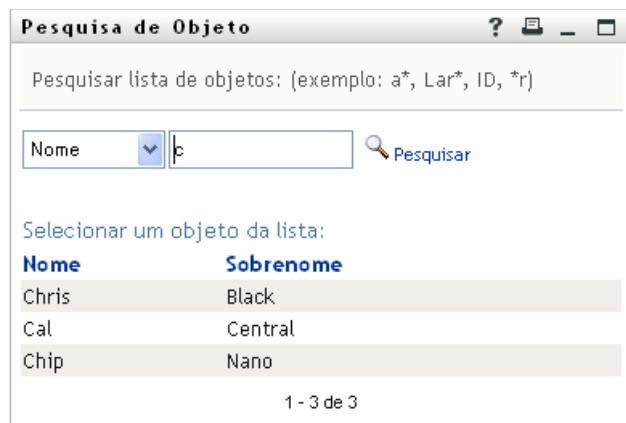 Pesquisa de Objeto ?
Pesquisar lista de objetos: (exemplo: a*, Lar*, ID, *r)
Nome c Pesquisar
Selecionar um objeto da lista:
Nome Sobrenome
Chris Black
Cal Central
Chip Nano
1 - 3 de 3